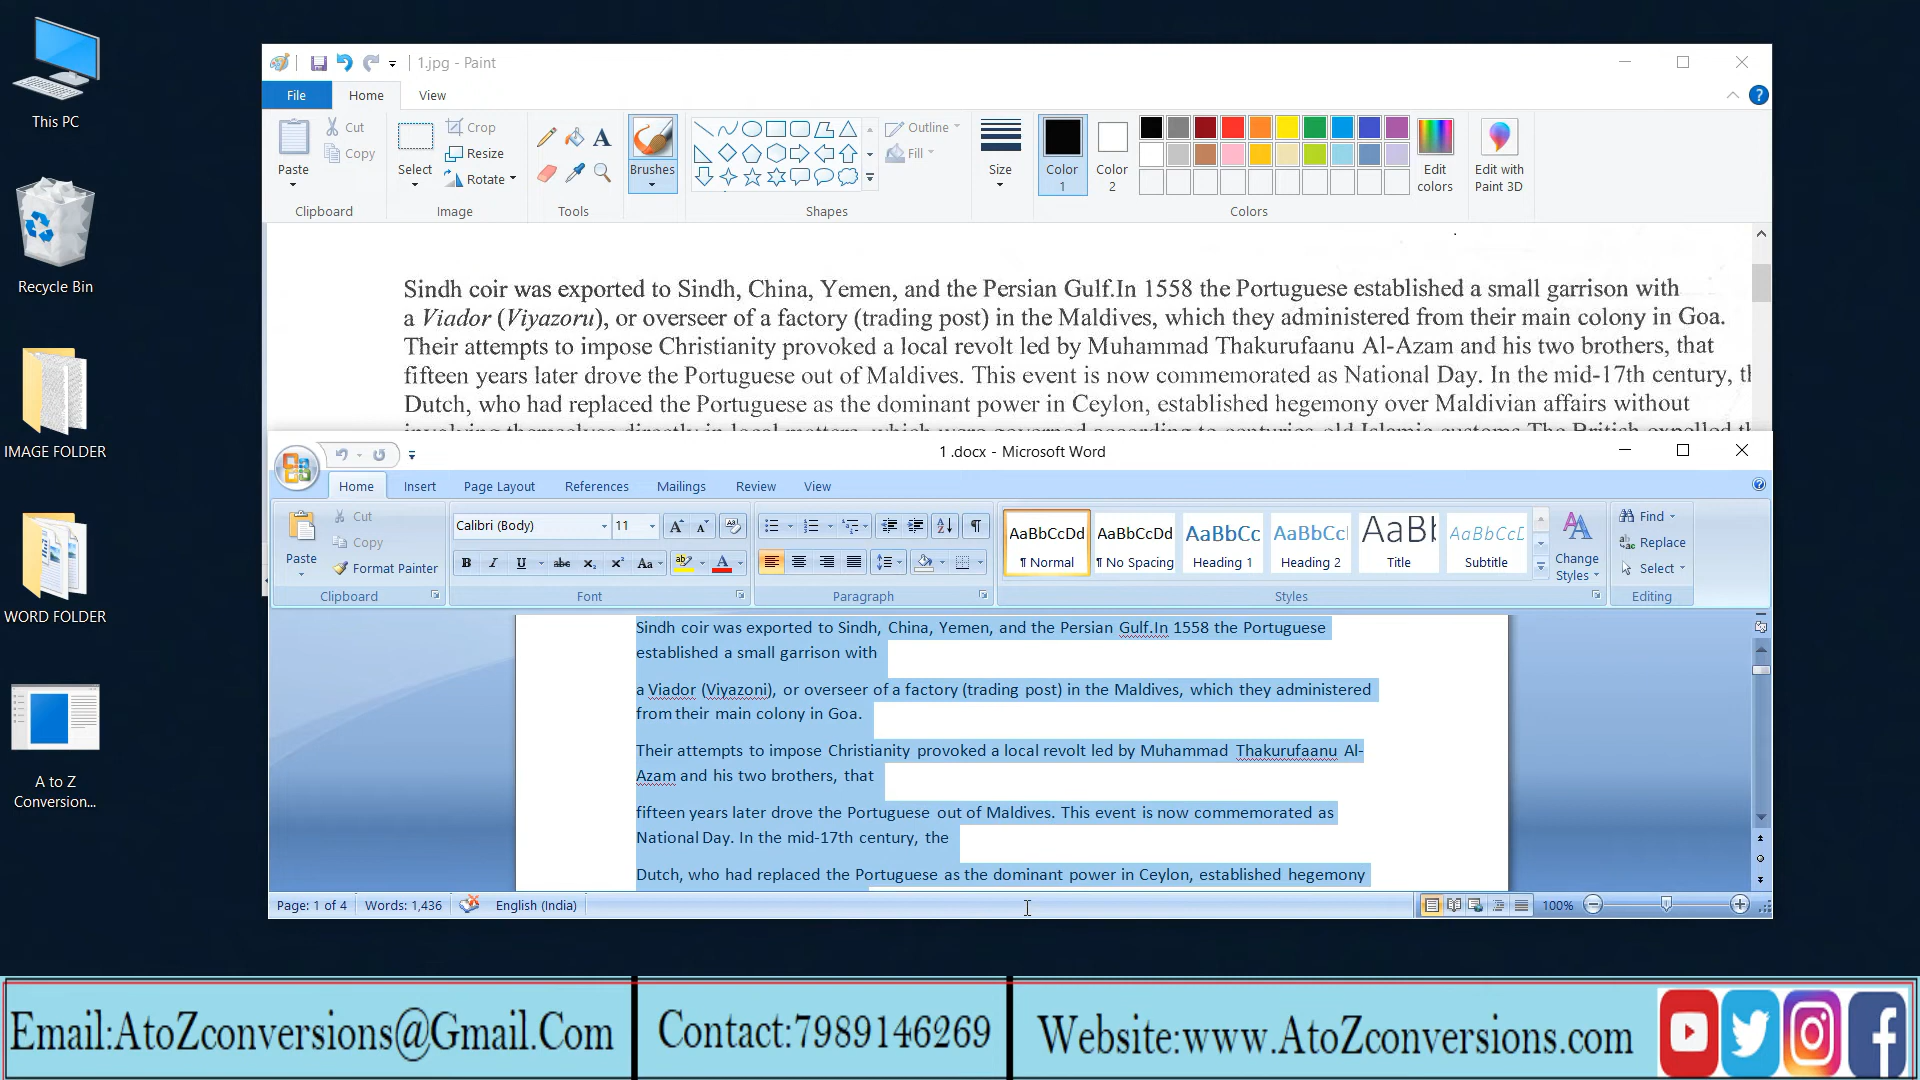 This PC
Recycle Bin
IMAGE FOLDER
WORD FOLDER
A to Z
Conversion...
1.jpg - Paint
File
Home
View
Paste
Cut
Copy
Clipboard
Select
Crop
Resize
Rotate
Image
Tools
Brushes
Outline
Fill
Shapes
Size
Color
1
Color
2
Edit
colors
Colors
Edit with
Paint 3D
Sindh coir was exported to Sindh, China, Yemen, and the Persian Gulf.In 1558 the Portuguese established a small garrison with
a Viador (Viyazoru), or overseer of a factory (trading post) in the Maldives, which they administered from their main colony in Goa.
Their attempts to impose Christianity provoked a local revolt led by Muhammad Thakurufaanu Al-Azam and his two brothers, that
fifteen years later drove the Portuguese out of Maldives. This event is now commemorated as National Day. In the mid-17th century, th
Dutch, who had replaced the Portuguese as the dominant power in Ceylon, established hegemony over Maldivian affairs without
1 .docx - Microsoft Word
Home
Insert
Page Layout
References
Mailings
Review
View
Paste
Cut
Copy
Format Painter
Clipboard
Calibri (Body)
11
Font
Paragraph
AaBbCcDd
¶ Normal
AaBbCcDd
¶ No Spacing
AaBbCc
Heading 1
AaBbCc
Heading 2
AaBb
Title
AaBbCc
Subtitle
Change
Styles
Styles
Find
Replace
Select
Editing
Sindh coir was exported to Sindh, China, Yemen, and the Persian Gulf.In 1558 the Portuguese
established a small garrison with
a Viador (Viyazoni), or overseer of a factory (trading post) in the Maldives, which they administered
from their main colony in Goa.
Their attempts to impose Christianity provoked a local revolt led by Muhammad Thakurufaanu Al-
Azam and his two brothers, that
fifteen years later drove the Portuguese out of Maldives. This event is now commemorated as
National Day. In the mid-17th century, the
Dutch, who had replaced the Portuguese as the dominant power in Ceylon, established hegemony
Page: 1 of 4
Words: 1,436
English (India)
100%
Email:AtoZconversions@Gmail.Com
Contact:7989146269
Website:www.AtoZconversions.com